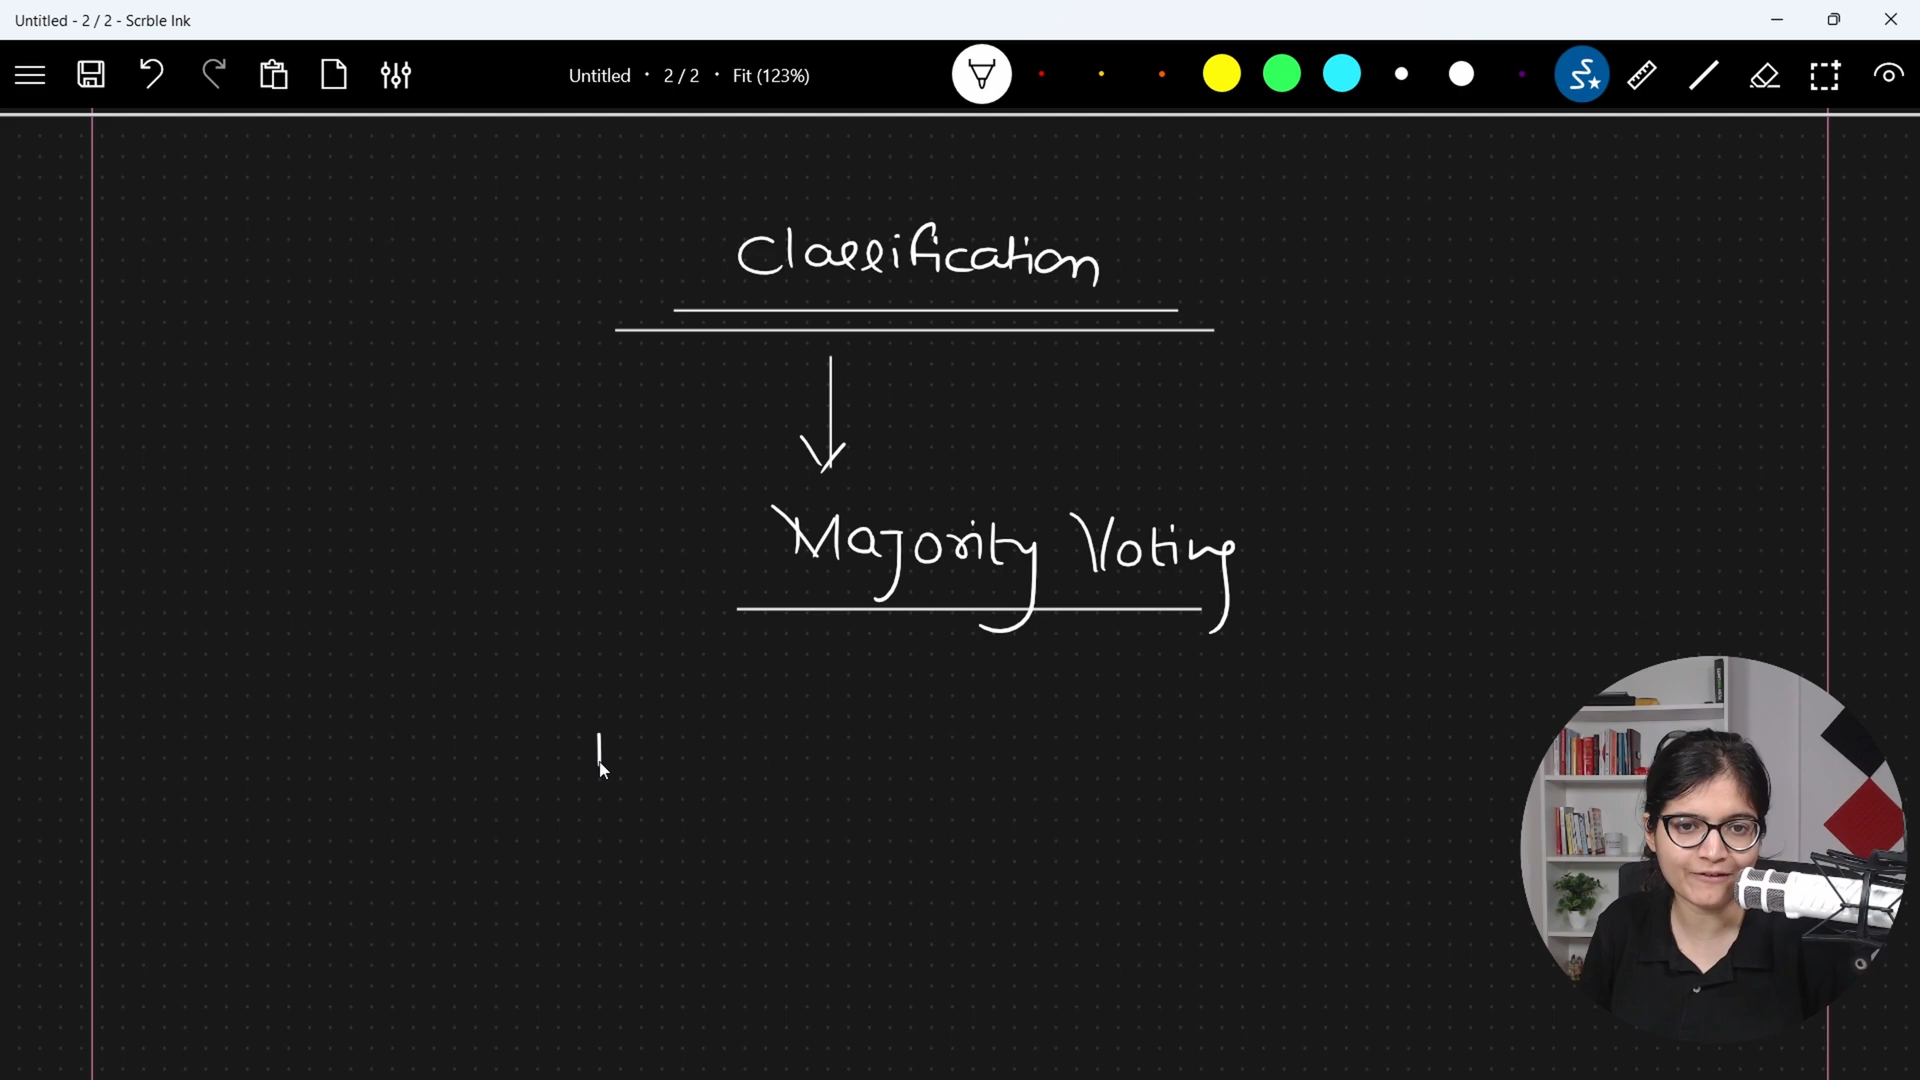 Untitled - 2 / 2 - Scrble Ink
Untitled • 2 / 2 • Fit (123%)
Classification
Majority Voting